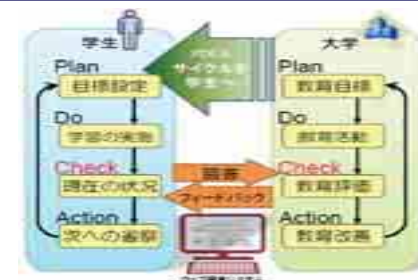 学生
大学
Plan
目標設定
Do
学習の実施
Check
現在の状況
Action
次への省察
サイクルを
Plan
教育目標
Do
教育活動
Check
教育評価
Action
教育改善
フィードバック